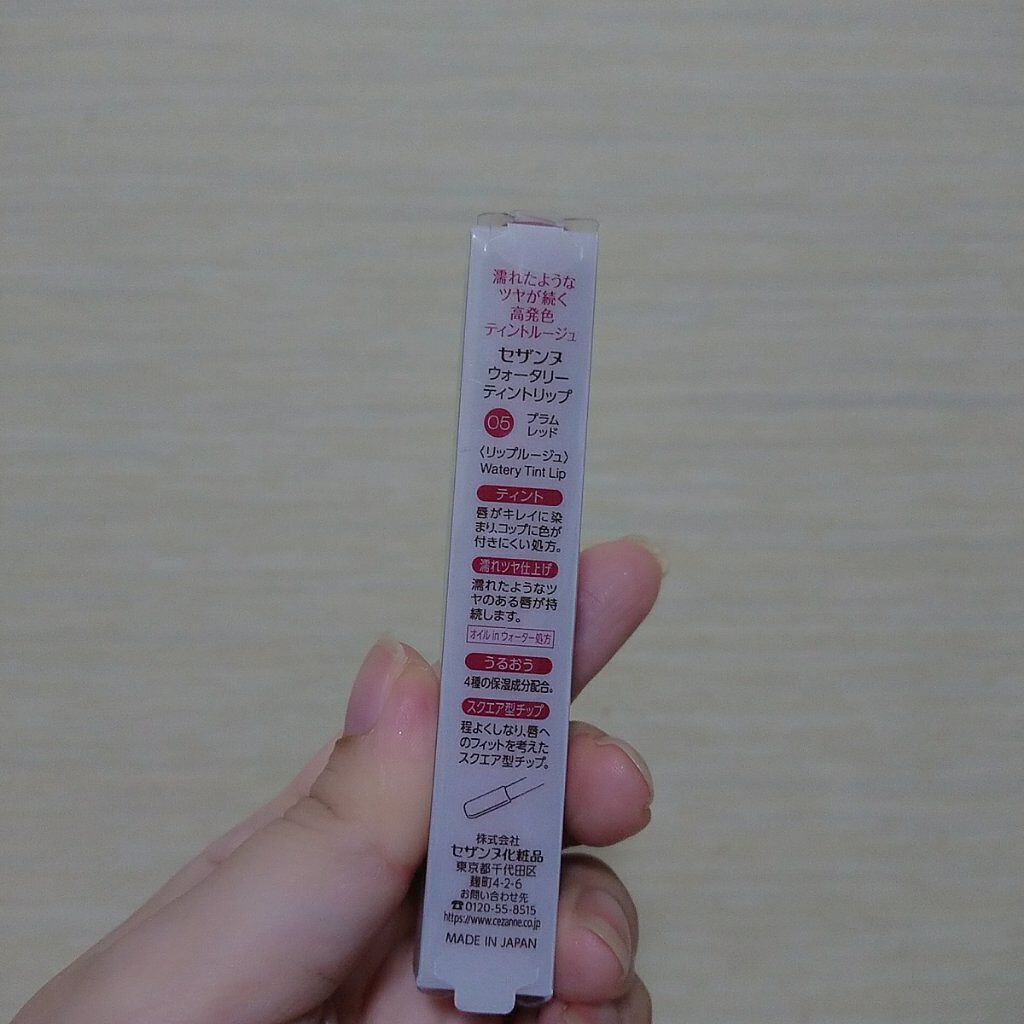 濡れたような
ツヤが続く
高発色
ティントルージュ
セザンヌ
ウォータリー
ティントリップ
05 プラム
レッド
〈リップルージュ〉
Watery Tint Lip
ティント
唇がキレイに染
まり、コップに色が
付きにくい処方。
濡れツヤ仕上げ
濡れたようなツ
ヤのある唇が持
続します。
オイル in ウォーター処方
うるおう
4種の保湿成分配合。
スクエア型チップ
程よくしなり、唇へ
のフィットを考えた
スクエア型チップ。
株式会社
セザンヌ化粧品
東京都千代田区
麹町4-2-6
お問い合わせ先
☎0120-55-8515
https://www.cezanne.co.jp
MADE IN JAPAN